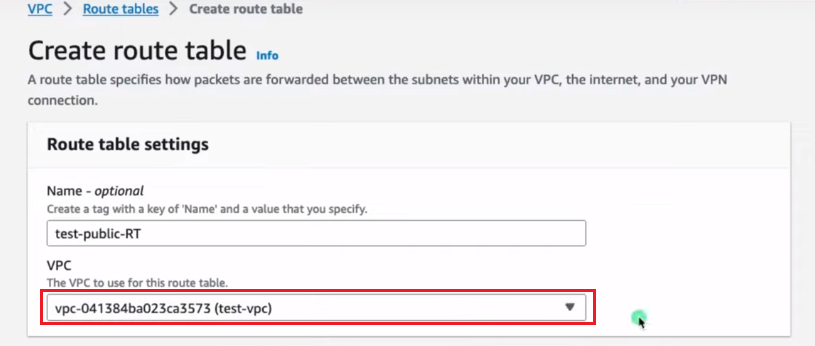 VPC > Route tables > Create route table
Create route table Info
A route table specifies how packets are forwarded between the subnets within your VPC, the internet, and your VPN
connection.
Route table settings
Name - optional
Create a tag with a key of 'Name' and a value that you specify.
test-public-RT
VPC
The VPC to use for this route table.
vpc-041384ba023ca3573 (test-vpc)